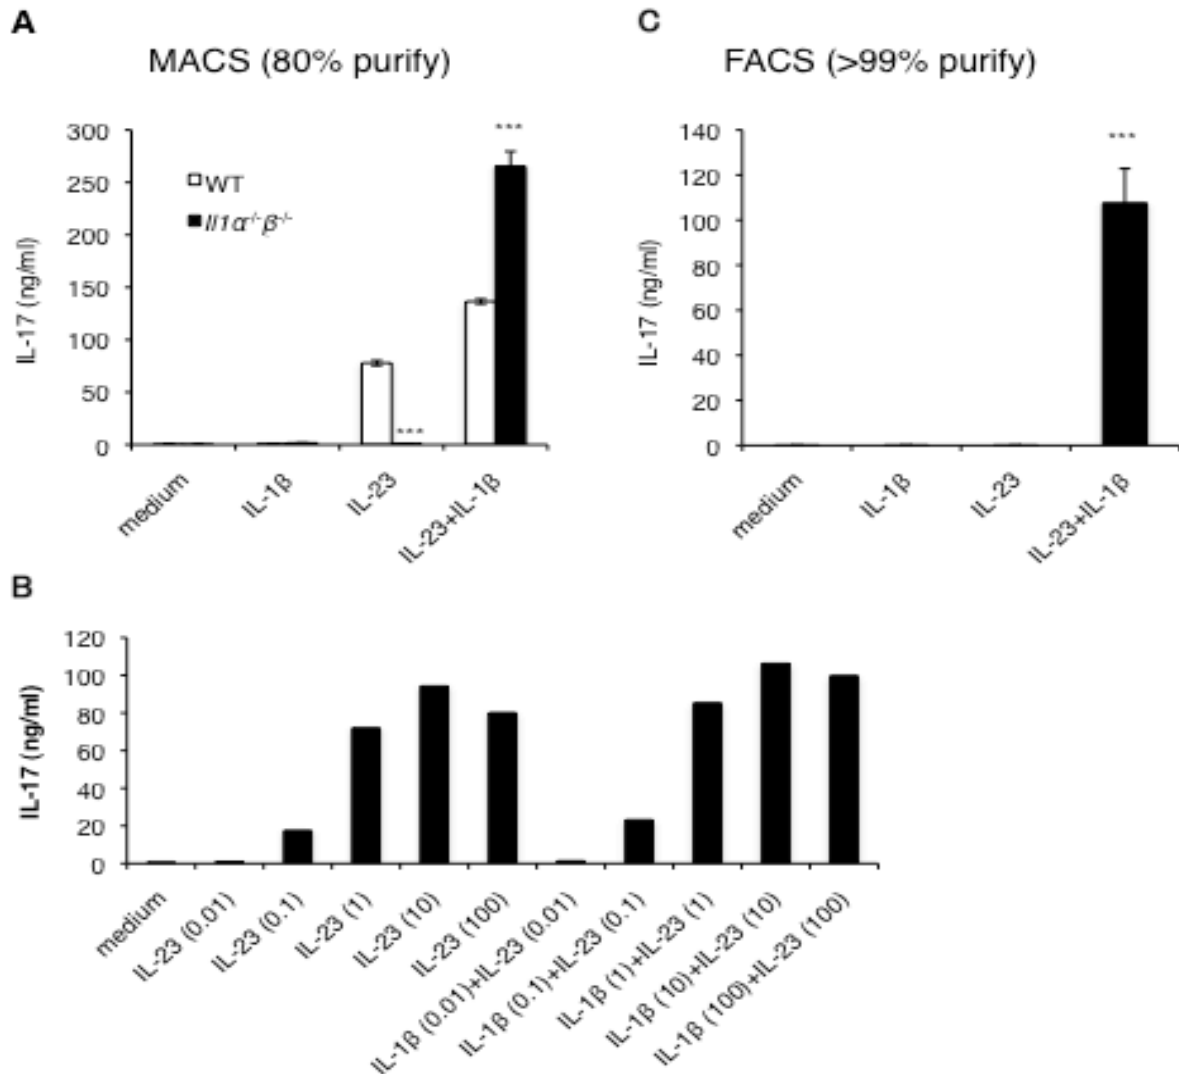 A
MACS (80% purify)
300
250
200
150
100
50
0
IL-17 (ng/ml)
WT
Il1α-/-β-/-
***
***
medium
IL-1β
IL-23
IL-23+IL-1β
C
FACS (>99% purify)
140
120
100
80
60
40
20
0
IL-17 (ng/ml)
***
medium
IL-1β
IL-23
IL-23+IL-1β
B
120
100
80
60
40
20
0
IL-17 (ng/ml)
medium
IL-23 (0.01)
IL-23 (0.1)
IL-23 (1)
IL-23 (10)
IL-23 (100)
IL-1β (0.01)+IL-23 (0.01)
IL-1β (0.1)+IL-23 (0.1)
IL-1β (1)+IL-23 (1)
IL-1β (10)+IL-23 (10)
IL-1β (100)+IL-23 (100)